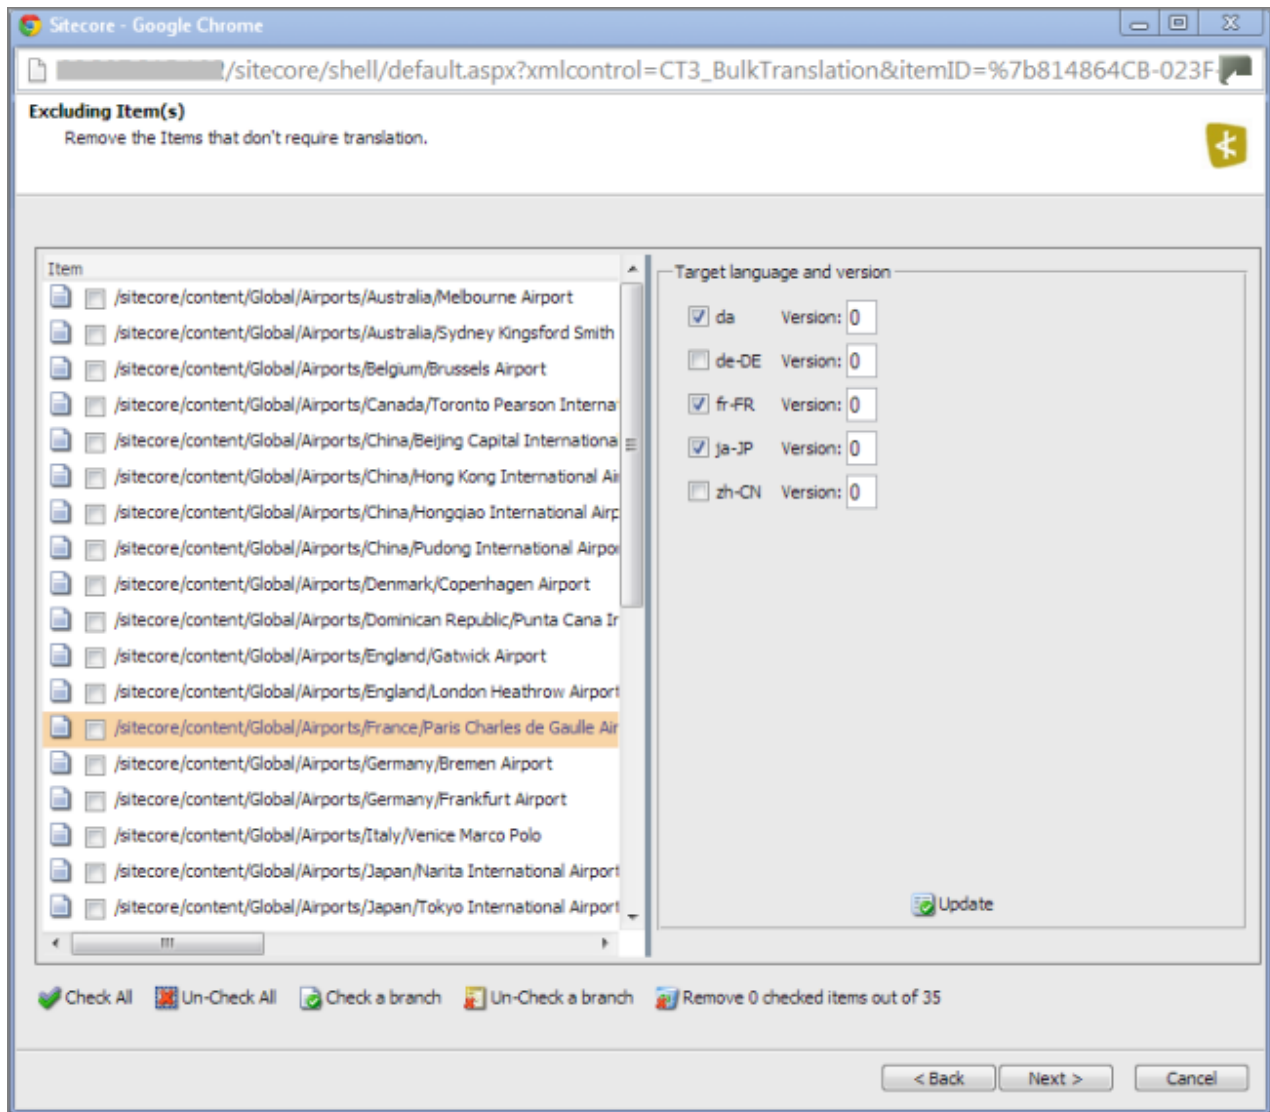 Sitecore - Google Chrome
/sitecore/shell/default.aspx?xmlcontrol=CT3_BulkTranslation&itemID=%7b814864CB-023F-
Excluding Item(s)
Remove the Items that don't require translation.
Item
/sitecore/content/Global/Airports/Australia/Melbourne Airport
/sitecore/content/Global/Airports/Australia/Sydney Kingsford Smith
/sitecore/content/Global/Airports/Belgium/Brussels Airport
/sitecore/content/Global/Airports/Canada/Toronto Pearson Interna
/sitecore/content/Global/Airports/China/Beijing Capital International
/sitecore/content/Global/Airports/China/Hong Kong International Air
/sitecore/content/Global/Airports/China/Hongqiao International Airp
/sitecore/content/Global/Airports/China/Pudong International Airpor
/sitecore/content/Global/Airports/Denmark/Copenhagen Airport
/sitecore/content/Global/Airports/Dominican Republic/Punta Cana In
/sitecore/content/Global/Airports/England/Gatwick Airport
/sitecore/content/Global/Airports/England/London Heathrow Airport
/sitecore/content/Global/Airports/France/Paris Charles de Gaulle Air
/sitecore/content/Global/Airports/Germany/Bremen Airport
/sitecore/content/Global/Airports/Germany/Frankfurt Airport
/sitecore/content/Global/Airports/Italy/Venice Marco Polo
/sitecore/content/Global/Airports/Japan/Narita International Airport
/sitecore/content/Global/Airports/Japan/Tokyo International Airport
Target language and version
da Version: 0
de-DE Version: 0
fr-FR Version: 0
ja-JP Version: 0
zh-CN Version: 0
Update
Check All Un-Check All Check a branch Un-Check a branch Remove 0 checked items out of 35
< Back Next > Cancel